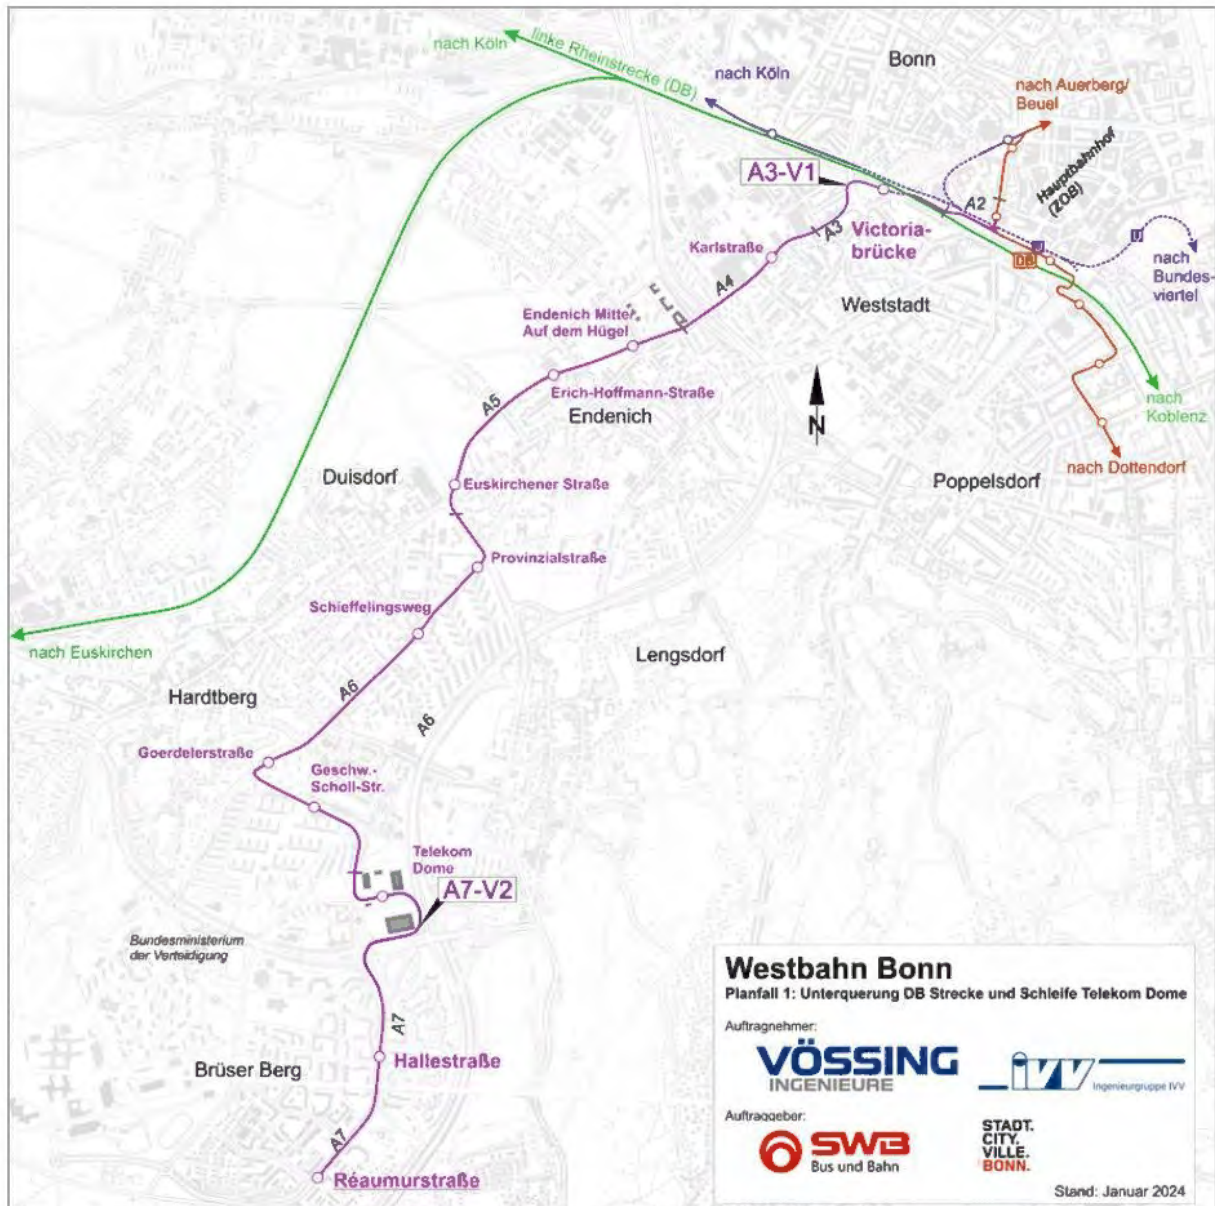 nach Köln
linke Rheinstrecke (DB)
nach Köln
Bonn
nach Auerberg/
Beuel
Hauptbahnhof
(ZOB)
A3-V1
A2
A3
Victoria-
brücke
U
U
DB
nach
Bundes-
viertel
Karlstraße
A4
Weststadt
Endenich Mitte
Auf dem Hügel
Erich-Hoffmann-Straße
A5
Endenich
N
nach
Koblenz
nach Dottendorf
Poppelsdorf
Duisdorf
Euskirchener Straße
Provinzialstraße
Schieffelingsweg
nach Euskirchen
Lengsdorf
Hardtberg
A6
A6
Goerdelerstraße
Geschw.-
Scholl-Str.
Telekom
Dome
A7-V2
Bundesministerium
der Verteidigung
A7
Hallestraße
Brüser Berg
A7
Réaumurstraße
Westbahn Bonn
Planfall 1: Unterquerung DB Strecke und Schleife Telekom Dome
Auftragnehmer:
VÖSSING
INGENIEURE
ivv
Ingenieurgruppe IVV
Auftraggeber:
SWB
Bus und Bahn
STADT.
CITY.
VILLE.
BONN.
Stand: Januar 2024